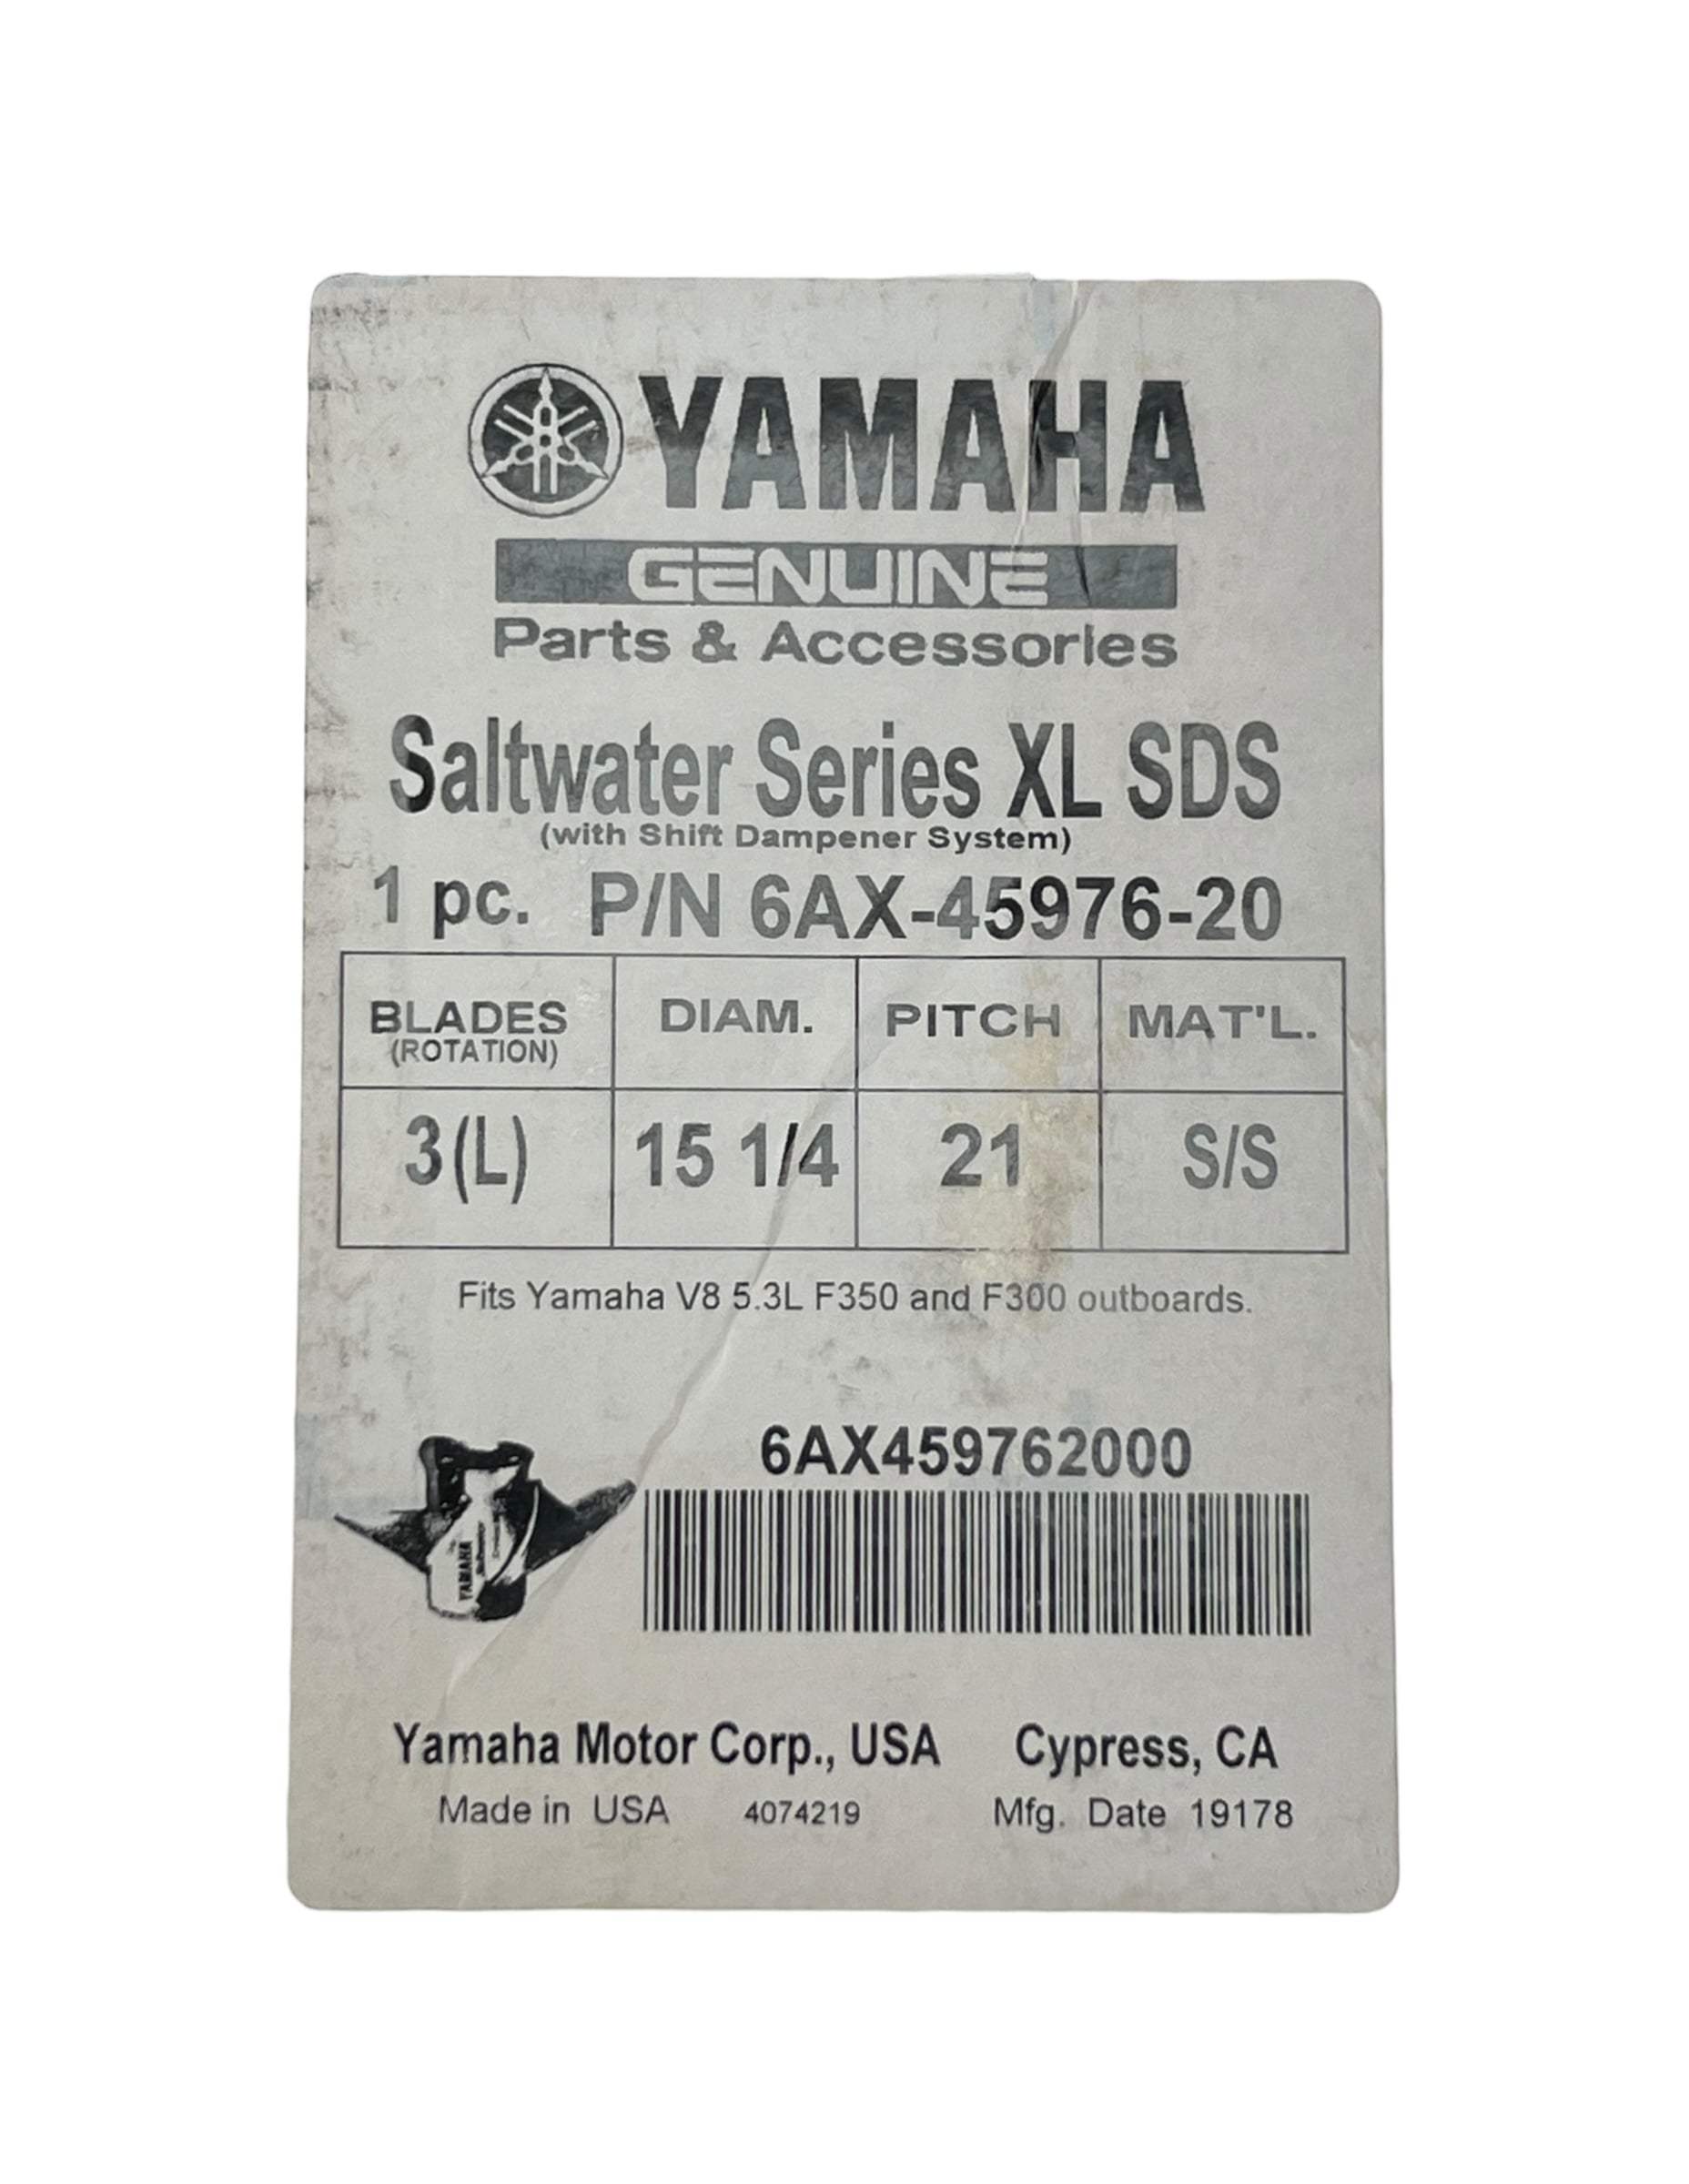 YAMAHA
GENUINE
Parts & Accessories
Saltwater Series XL SDS
(with Shift Dampener System)
1 pc. P/N 6AX-45976-20
BLADES DIAM. PITCH MAT'L.
(ROTATION)
3(L) 15 1/4 21 S/S
Fits Yamaha V8 5.3L F350 and F300 outboards.
6AX459762000
YAMAHA
Yamaha Motor Corp., USA Cypress, CA
Made in USA 4074219 Mfg. Date 19178